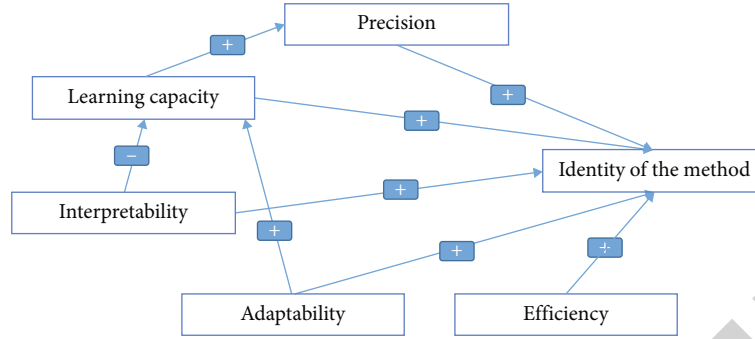 Precision
+
Learning capacity
+
+
−
Identity of the method
+
Interpretability
+
+
+
Adaptability
Efficiency